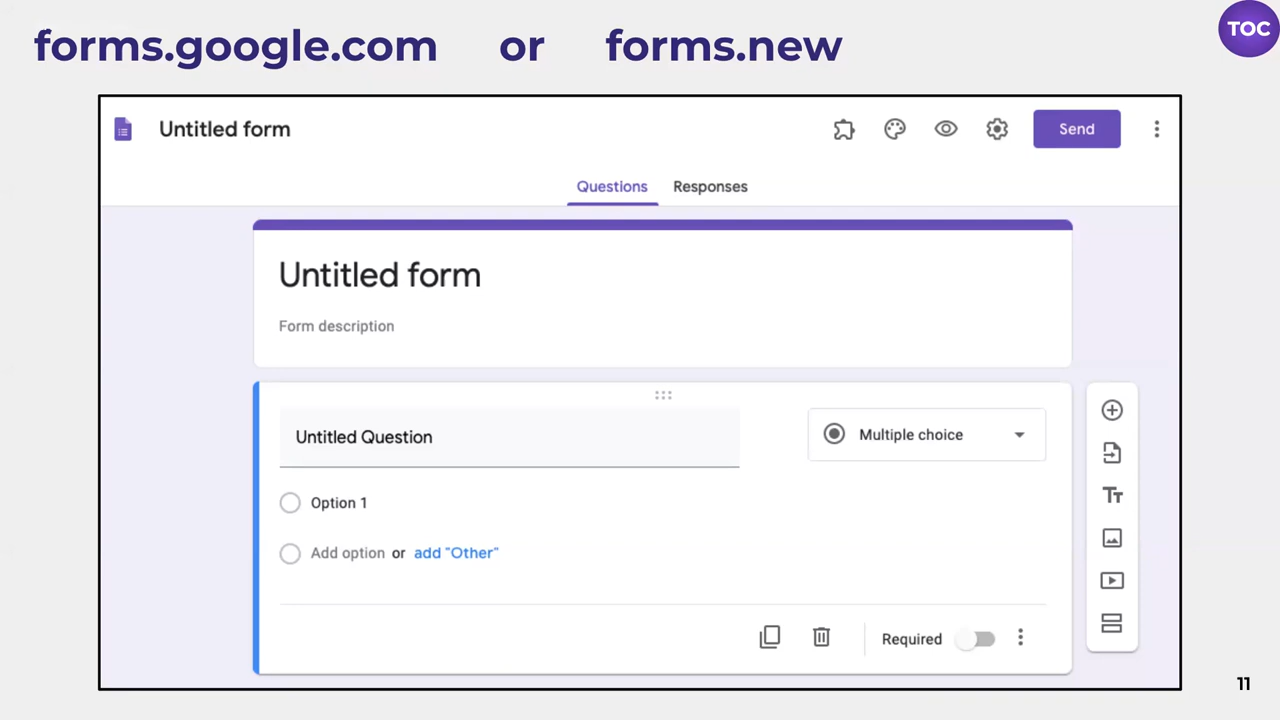 forms.google.com or forms.new
TOC
Untitled form
Send
Questions Responses
Untitled form
Form description
Untitled Question
Multiple choice
Option 1
Add option or add "Other"
Required
11